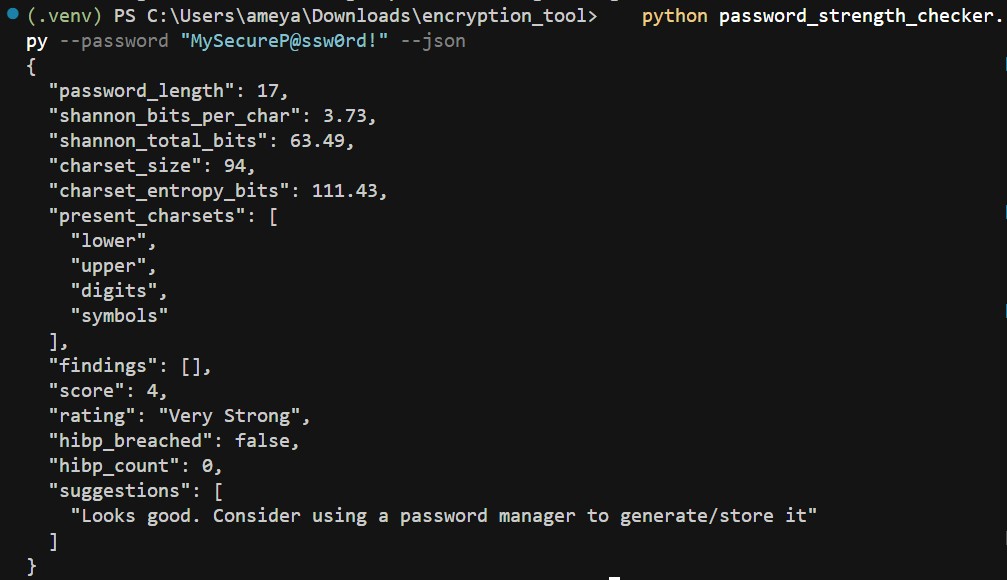 (.venv) PS C:\Users\ameya\Downloads\encryption_tool>    python password_strength_checker.
py --password "MySecureP@ssw0rd!" --json
{
  "password_length": 17,
  "shannon_bits_per_char": 3.73,
  "shannon_total_bits": 63.49,
  "charset_size": 94,
  "charset_entropy_bits": 111.43,
  "present_charsets": [
    "lower",
    "upper",
    "digits",
    "symbols"
  ],
  "findings": [],
  "score": 4,
  "rating": "Very Strong",
  "hibp_breached": false,
  "hibp_count": 0,
  "suggestions": [
    "Looks good. Consider using a password manager to generate/store it"
  ]
}